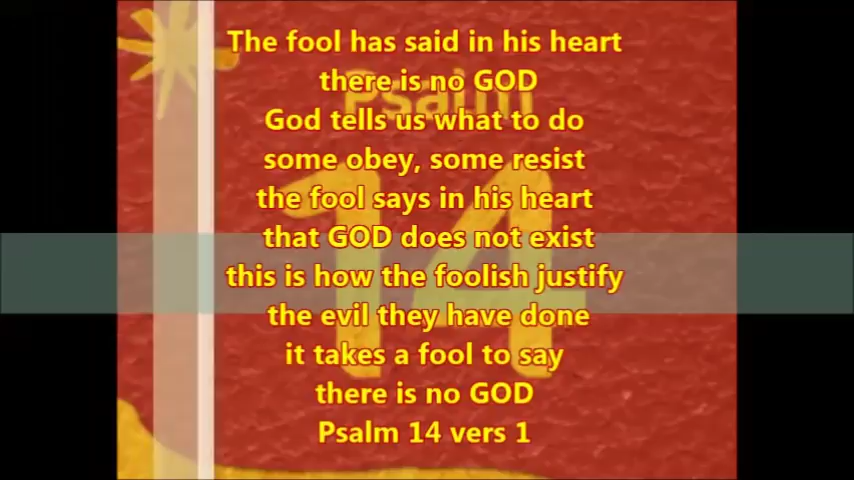 The fool has said in his heart
there is no GOD
Psalm
God tells us what to do
some obey, some resist
the fool says in his heart
that GOD does not exist
14
this is how the foolish justify
the evil they have done
it takes a fool to say
there is no GOD
Psalm 14 vers 1